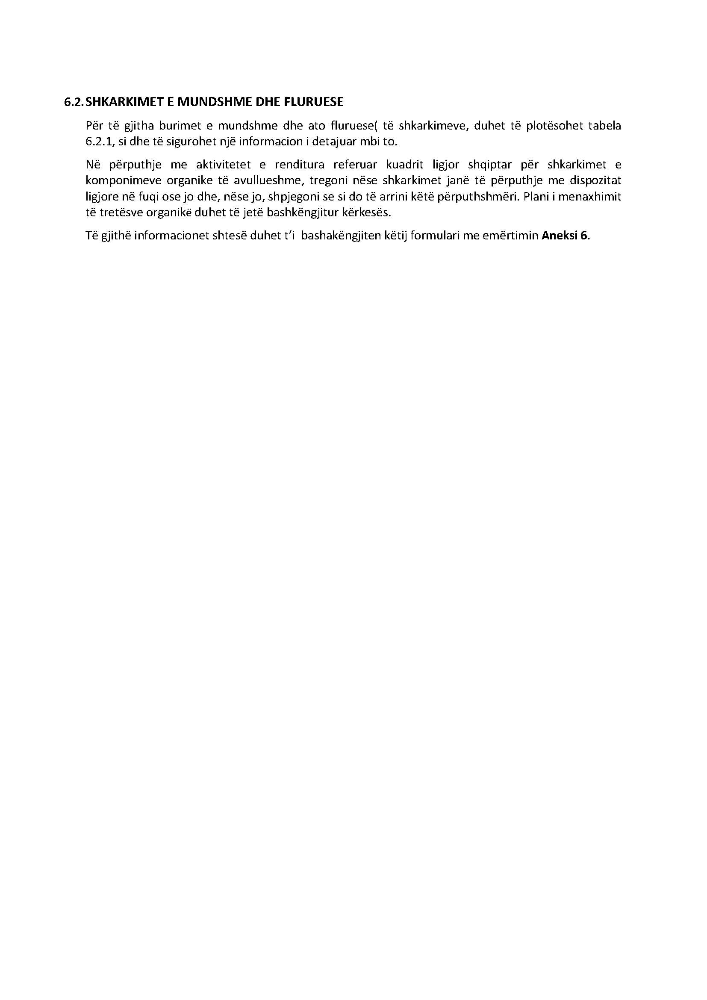 6.2. SHKARKIMET E MUNDSHME DHE FLURUESE
Për të gjitha burimet e mundshme dhe ato fluruese( të shkarkimeve, duhet të plotësohet tabela
6.2.1, si dhe të sigurohet një informacion i detajuar mbi to.
Në përputhje me aktivitetet e renditura referuar kuadrit ligjor shqiptar për shkarkimet e
komponimeve organike të avullueshme, tregoni nëse shkarkimet janë të përputhje me dispozitat
ligjore në fuqi ose jo dhe, nëse jo, shpjegoni se si do të arrini këtë përputhshmëri. Plani i menaxhimit
të tretësve organikë duhet të jetë bashkëngjitur kërkesës.
Të gjithë informacionet shtesë duhet t’i  bashakëngjiten këtij formulari me emërtimin Aneksi 6.